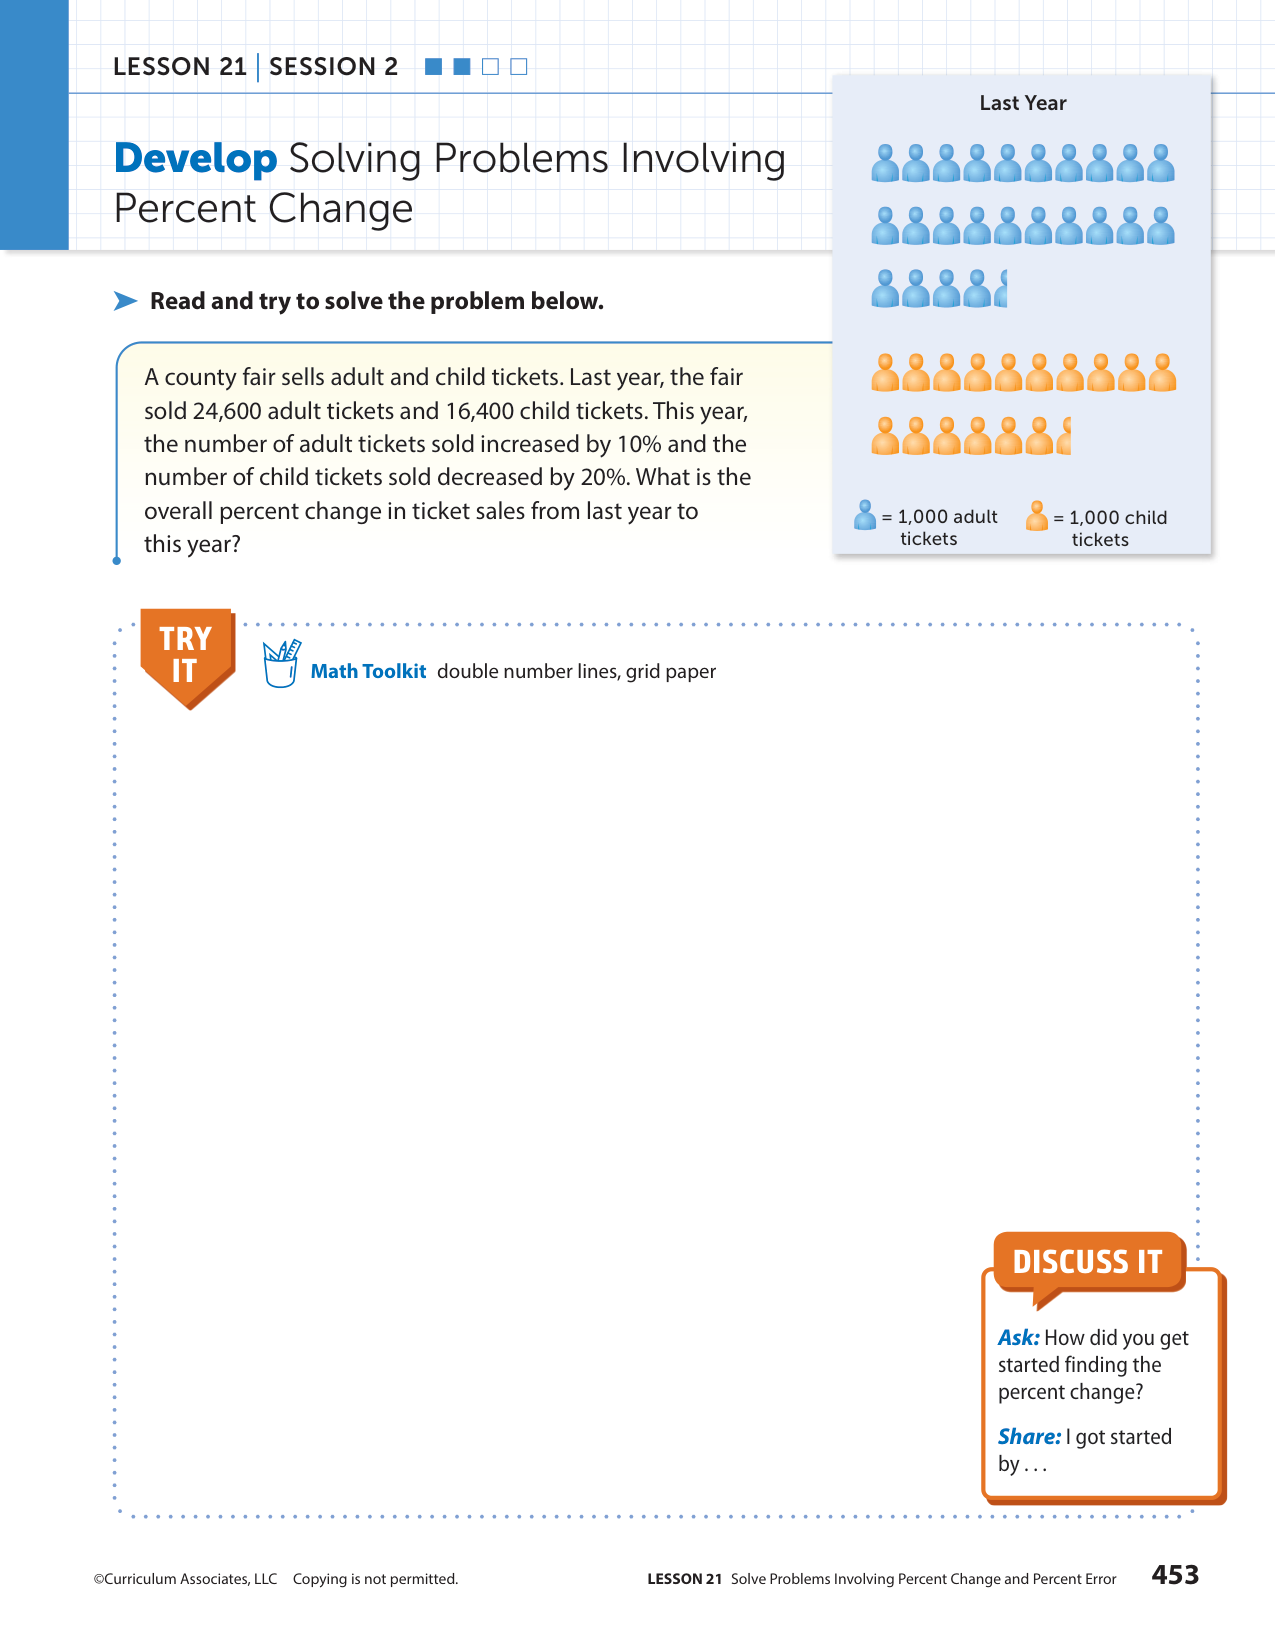 LESSON 21 | SESSION 2
Last Year
Develop Solving Problems Involving
Percent Change
Read and try to solve the problem below.
A county fair sells adult and child tickets. Last year, the fair
sold 24,600 adult tickets and 16,400 child tickets. This year,
the number of adult tickets sold increased by 10% and the
number of child tickets sold decreased by 20%. What is the
overall percent change in ticket sales from last year to
this year?
= 1,000 adult
tickets
= 1,000 child
tickets
TRY
IT
Math Toolkit double number lines, grid paper
DISCUSS IT
Ask: How did you get
started finding the
percent change?
Share: I got started
by . . .
©Curriculum Associates, LLC Copying is not permitted.
LESSON 21 Solve Problems Involving Percent Change and Percent Error 453